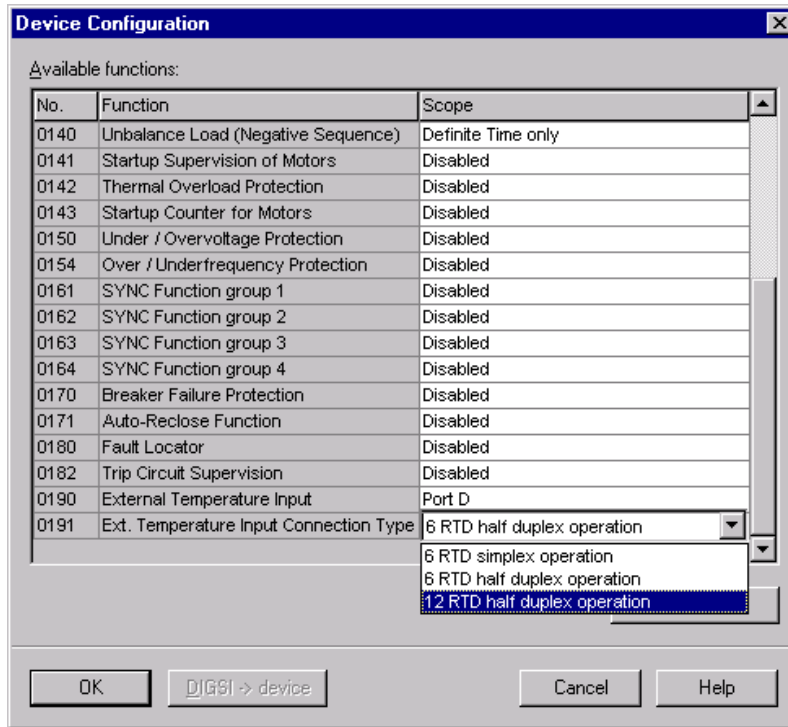 Device Configuration
Available functions:
No. Function Scope
0140 Unbalance Load (Negative Sequence) Definite Time only
0141 Startup Supervision of Motors Disabled
0142 Thermal Overload Protection Disabled
0143 Startup Counter for Motors Disabled
0150 Under / Overvoltage Protection Disabled
0154 Over / Underfrequency Protection Disabled
0161 SYNC Function group 1 Disabled
0162 SYNC Function group 2 Disabled
0163 SYNC Function group 3 Disabled
0164 SYNC Function group 4 Disabled
0170 Breaker Failure Protection Disabled
0171 Auto-Reclose Function Disabled
0180 Fault Locator Disabled
0182 Trip Circuit Supervision Disabled
0190 External Temperature Input Port D
0191 Ext. Temperature Input Connection Type 6 RTD half duplex operation
6 RTD simplex operation
6 RTD half duplex operation
12 RTD half duplex operation
OK DIGSI -> device Cancel Help